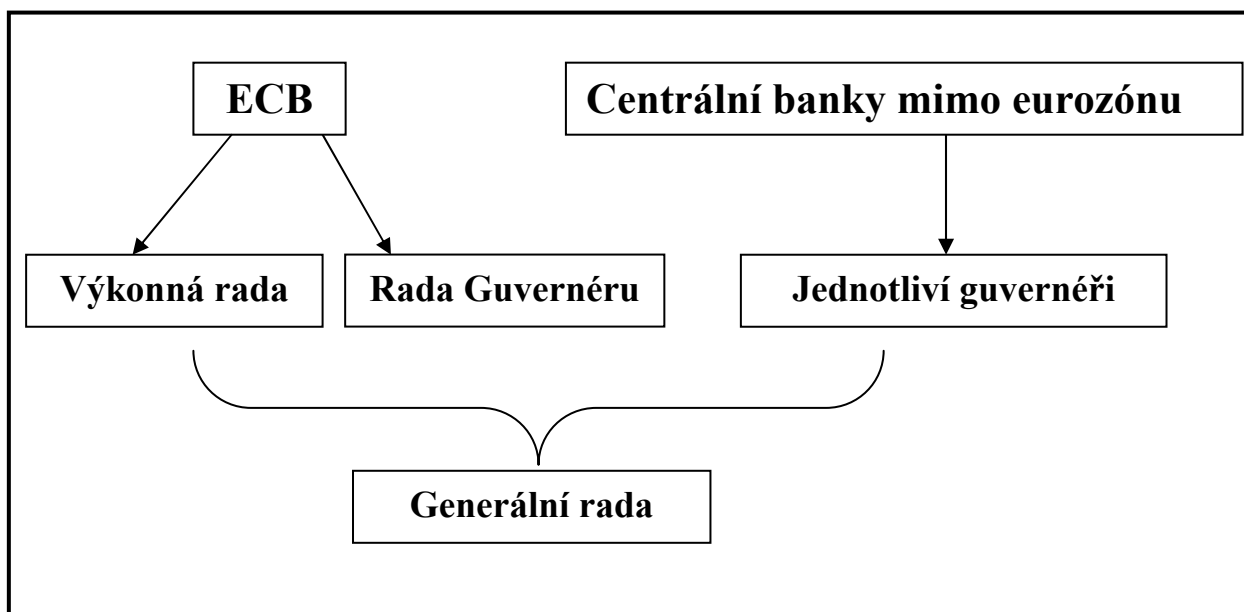 ECB
Centrální banky mimo eurozónu
Výkonná rada
Rada Guvernéru
Jednotliví guvernéři
Generální rada